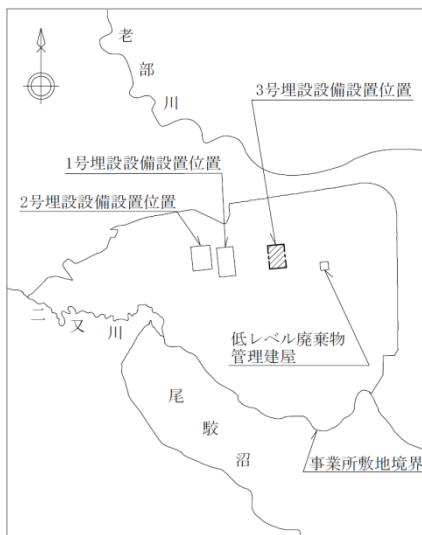 老部川
3号埋設設備設置位置
1号埋設設備設置位置
2号埋設設備設置位置
低レベル廃棄物
管理建屋
二又川
尾駮沼
事業所敷地境界